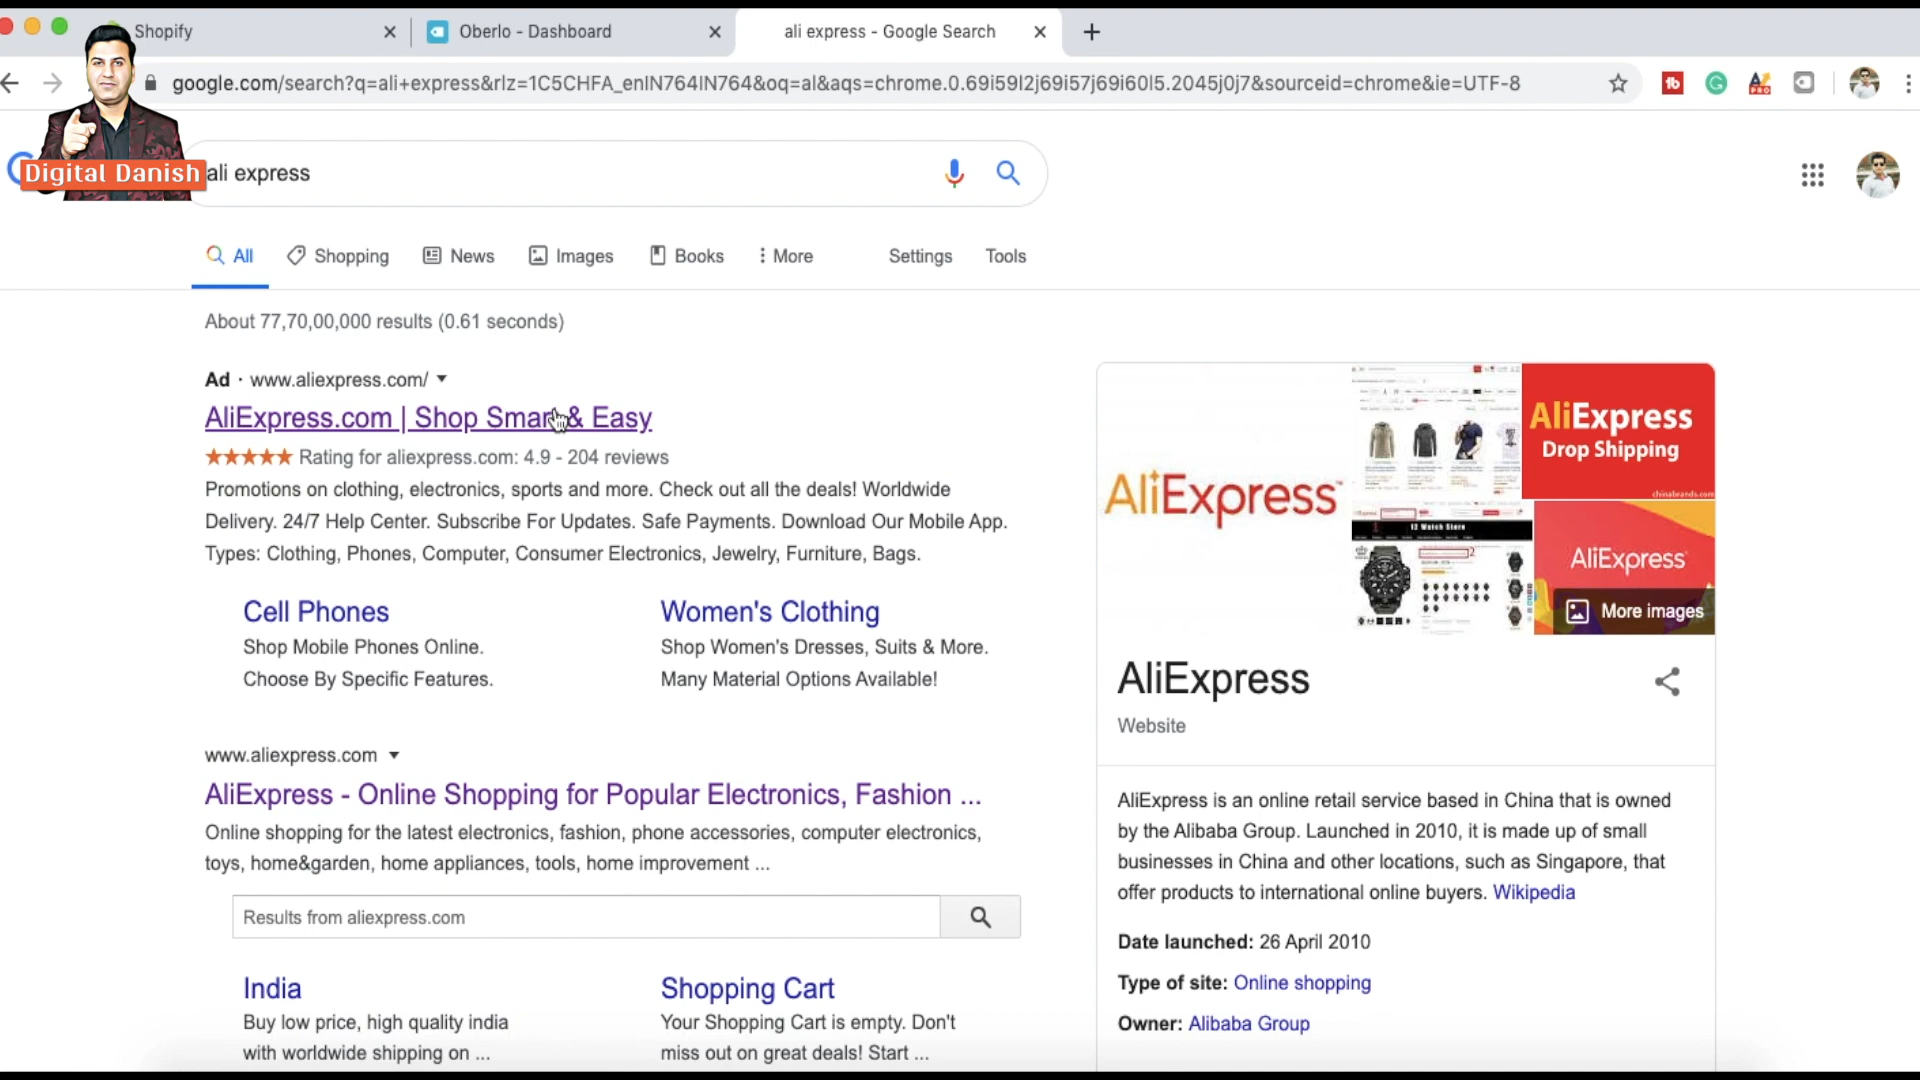 Shopify
Oberlo - Dashboard
ali express - Google Search
google.com/search?q=ali+express&rlz=1C5CHFA_enIN764IN764&oq=al&aqs=chrome.0.69i59l2j69i57j69i60l5.2045j0j7&sourceid=chrome&ie=UTF-8
Digital Danish
ali express
All
Shopping
News
Images
Books
More
Settings
Tools
About 77,70,00,000 results (0.61 seconds)
Ad · www.aliexpress.com/
AliExpress.com | Shop Smart & Easy
Rating for aliexpress.com: 4.9 - 204 reviews
Promotions on clothing, electronics, sports and more. Check out all the deals! Worldwide
Delivery. 24/7 Help Center. Subscribe For Updates. Safe Payments. Download Our Mobile App.
Types: Clothing, Phones, Computer, Consumer Electronics, Jewelry, Furniture, Bags.
Cell Phones
Shop Mobile Phones Online.
Choose By Specific Features.
Women's Clothing
Shop Women's Dresses, Suits & More.
Many Material Options Available!
www.aliexpress.com
AliExpress - Online Shopping for Popular Electronics, Fashion ...
Online shopping for the latest electronics, fashion, phone accessories, computer electronics,
toys, home&garden, home appliances, tools, home improvement ...
Results from aliexpress.com
India
Buy low price, high quality india
with worldwide shipping on ...
Shopping Cart
Your Shopping Cart is empty. Don't
miss out on great deals! Start ...
AliExpress
AliExpress
Drop Shipping
chinabrands.com
12 Watch Store
AliExpress
More images
AliExpress
Website
AliExpress is an online retail service based in China that is owned
by the Alibaba Group. Launched in 2010, it is made up of small
businesses in China and other locations, such as Singapore, that
offer products to international online buyers. Wikipedia
Date launched: 26 April 2010
Type of site: Online shopping
Owner: Alibaba Group